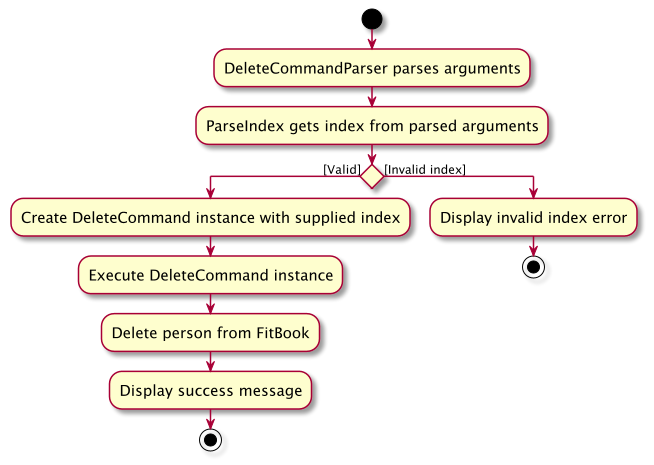 DeleteCommandParser parses arguments
ParseIndex gets index from parsed arguments
[Valid]
[Invalid index]
Create DeleteCommand instance with supplied index
Display invalid index error
Execute DeleteCommand instance
Delete person from FitBook
Display success message